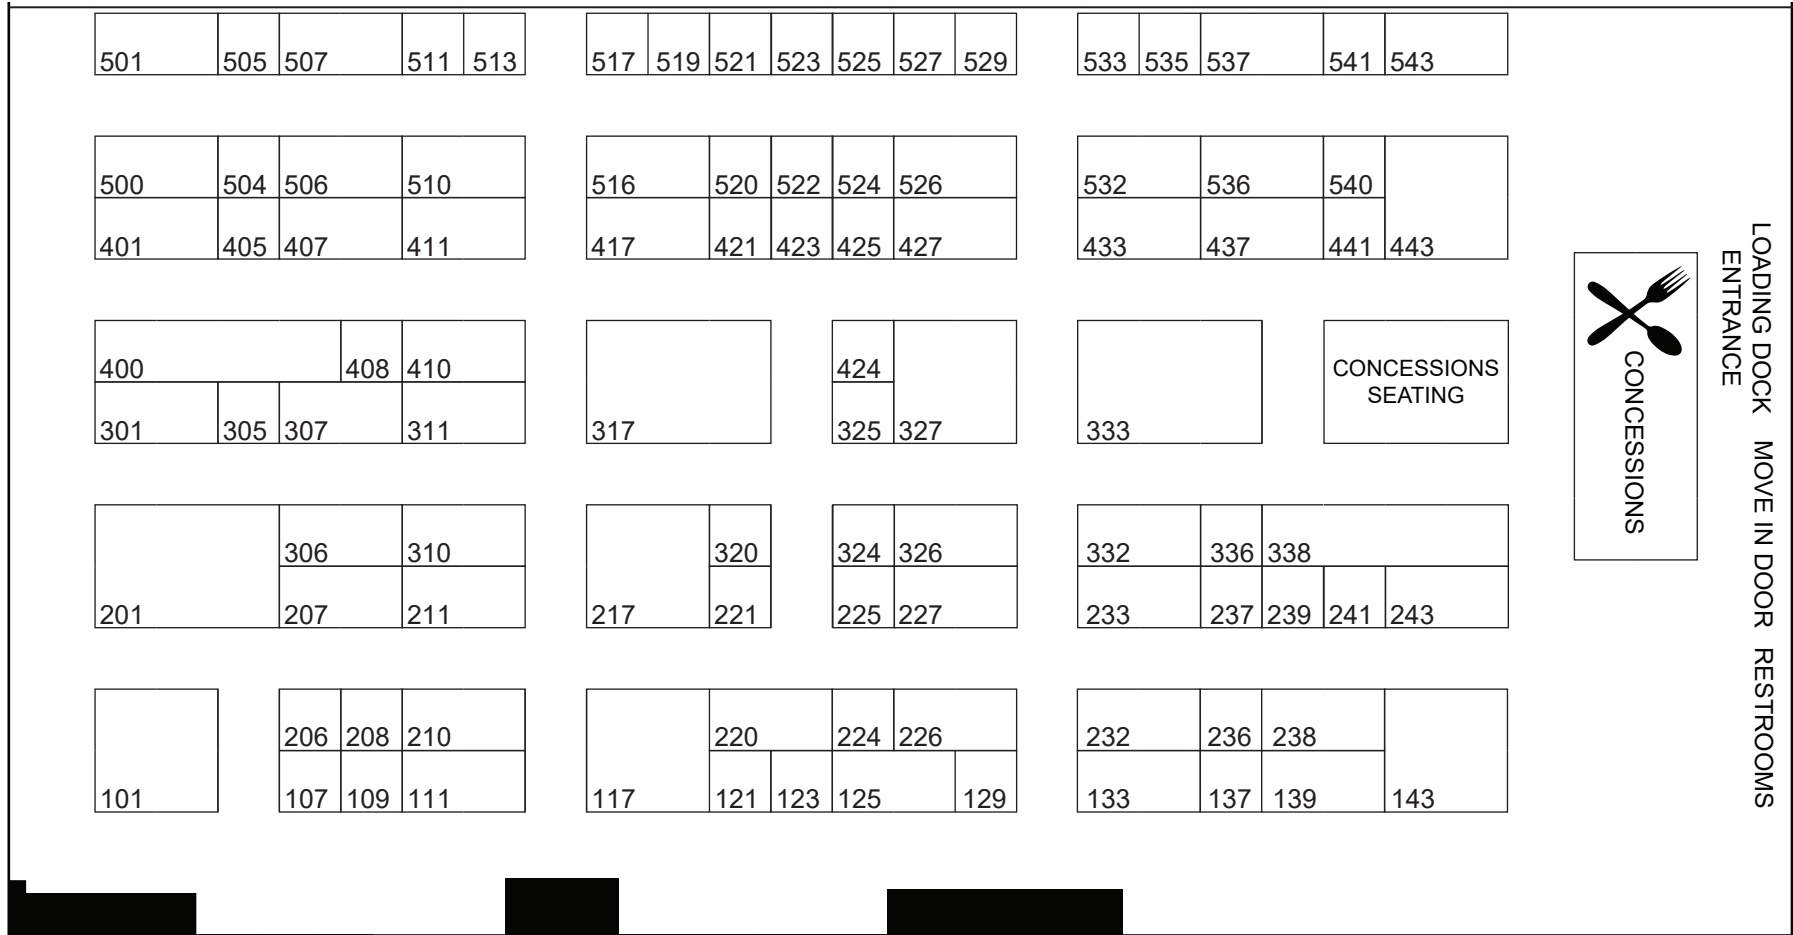 501 505 507 511 513 517 519 521 523 525 527 529 533 535 537 541 543
500 504 506 510 516 520 522 524 526 532 536 540
401 405 407 411 417 421 423 425 427 433 437 441 443
400 408 410 424 CONCESSIONS
SEATING
301 305 307 311 317 325 327 333
306 310 320 324 326 332 336 338
201 207 211 217 221 225 227 233 237 239 241 243
206 208 210 220 224 226 232 236 238
101 107 109 111 117 121 123 125 129 133 137 139 143
CONCESSIONS
LOADING DOCK MOVE IN DOOR RESTROOMS
ENTRANCE